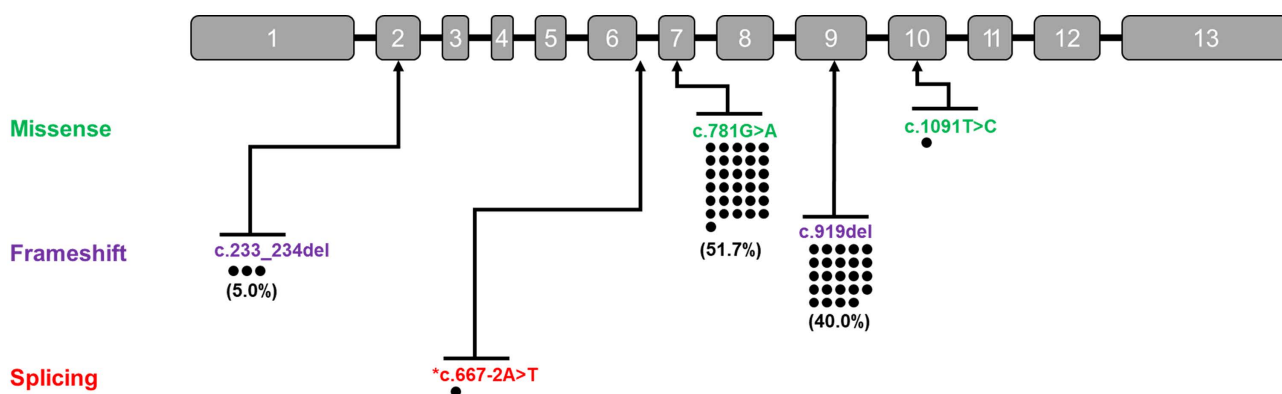 1 2 3 4 5 6 7 8 9 10 11 12 13
Missense
c.781G>A
(51.7%)
c.1091T>C
Frameshift
c.233_234del
(5.0%)
c.919del
(40.0%)
Splicing
*c.667-2A>T